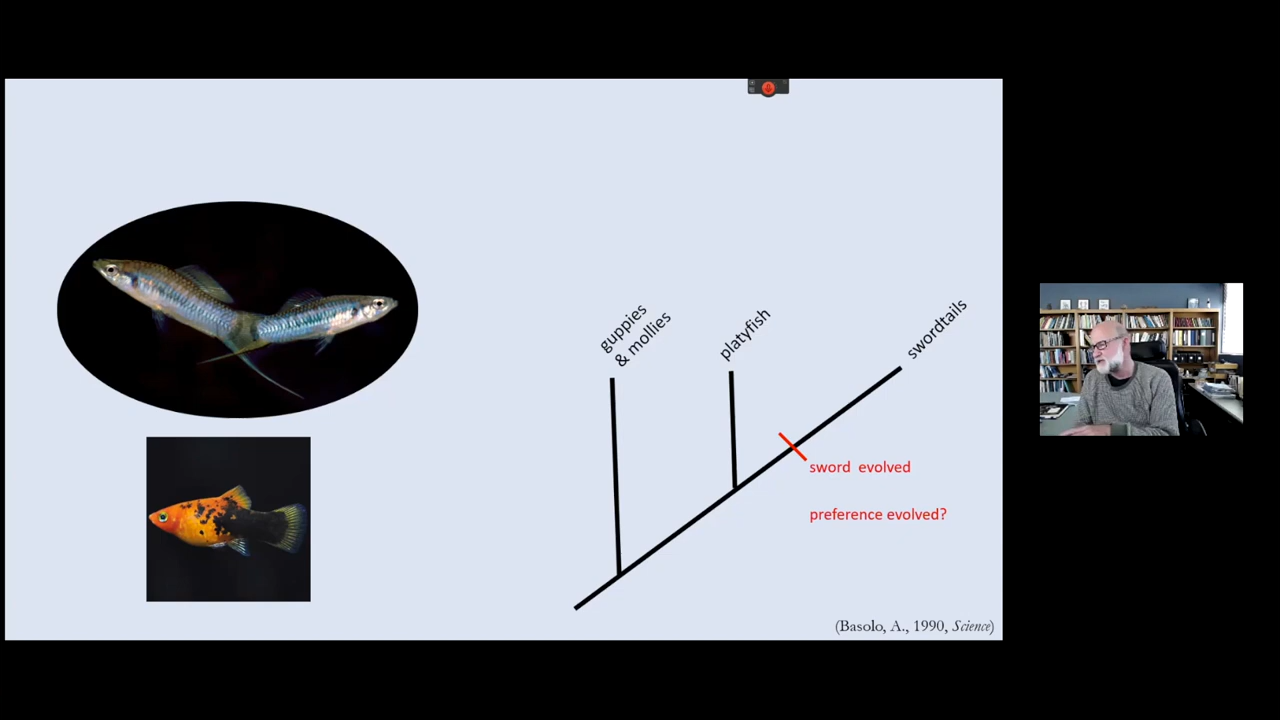 guppies
& mollies
platyfish
swordtails
sword evolved
preference evolved?
(Basolo, A., 1990, Science)